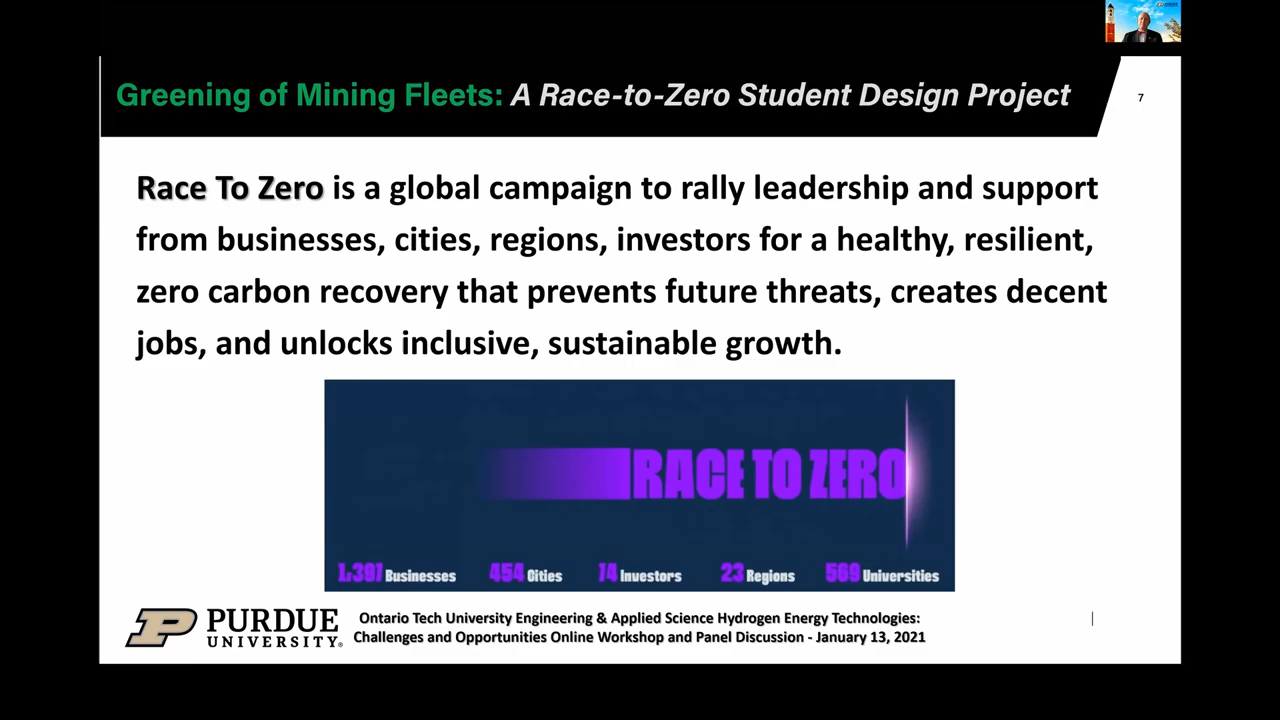 Greening of Mining Fleets: A Race-to-Zero Student Design Project
7
Race To Zero is a global campaign to rally leadership and support
from businesses, cities, regions, investors for a healthy, resilient,
zero carbon recovery that prevents future threats, creates decent
jobs, and unlocks inclusive, sustainable growth.
RACE TO ZERO
1,397 Businesses 454 Cities 74 Investors 23 Regions 569 Universities
PURDUE
UNIVERSITY®
Ontario Tech University Engineering & Applied Science Hydrogen Energy Technologies:
Challenges and Opportunities Online Workshop and Panel Discussion - January 13, 2021